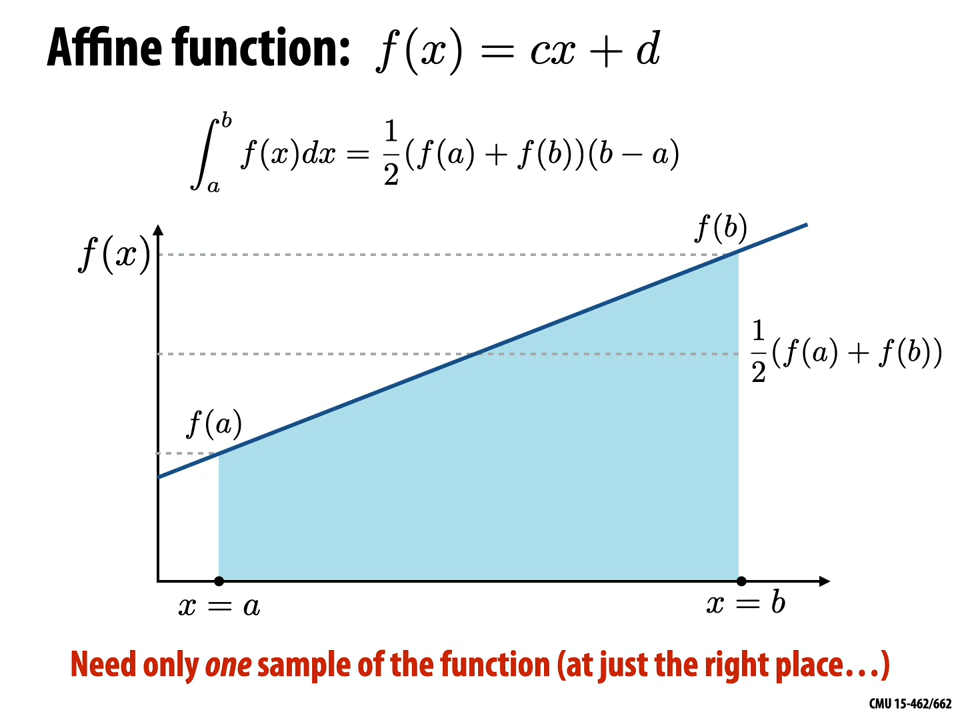 Affine function: f(x) = cx + d
∫_a^b f(x)dx = 1/2 (f(a) + f(b))(b − a)
f(b)
f(x)
1/2 (f(a) + f(b))
f(a)
x = a
x = b
Need only one sample of the function (at just the right place…)
CMU 15-462/662